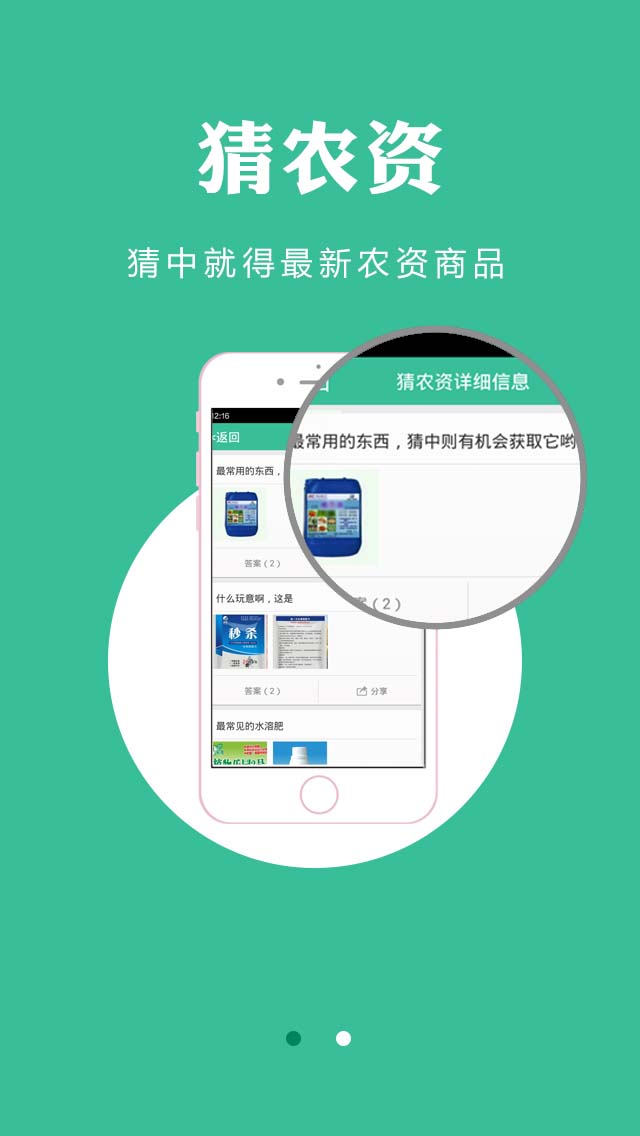 猜农资
猜中就得最新农资商品
猜农资详细信息
最常用的东西，猜中则有机会获取它哟
案（2）
12:16
<返回
最常用的东西，
答案（2）
什么玩意啊，这是
秒杀
答案（2）
分享
最常见的水溶肥